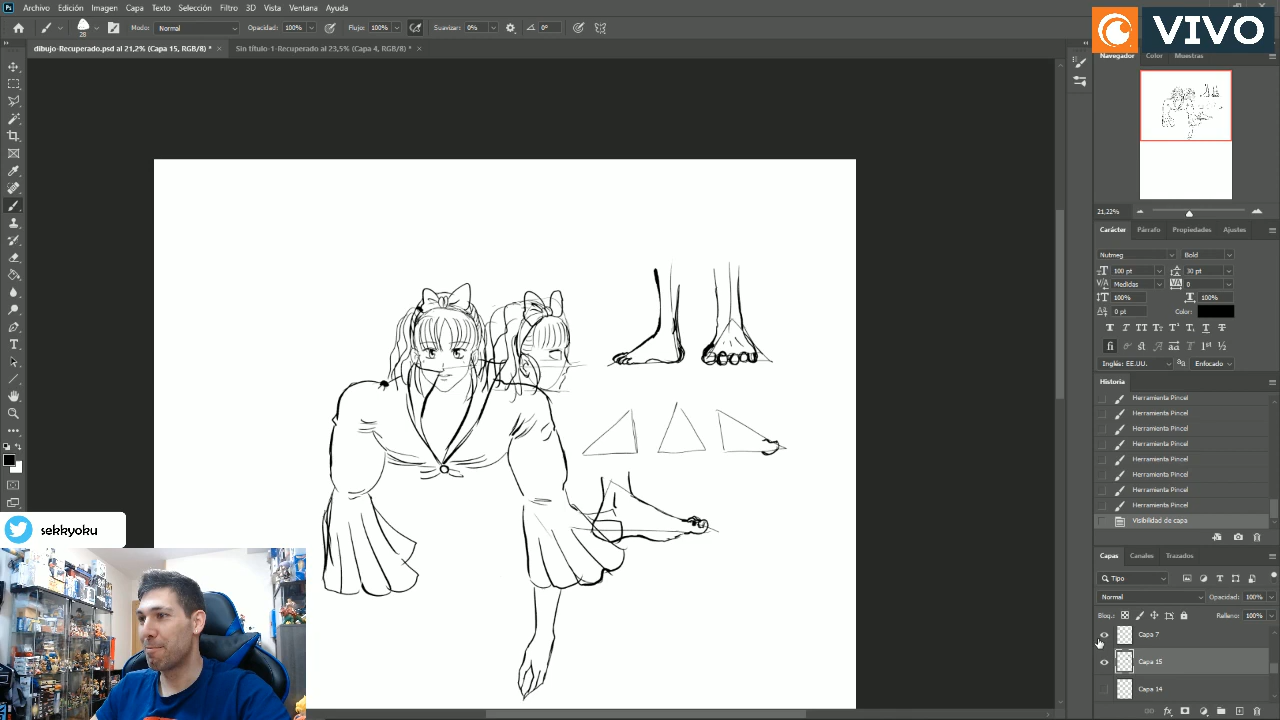 Ps Archivo Edición Imagen Capa Texto Selección Filtro 3D Vista Ventana Ayuda
28 Modo: Normal Opacidad: 100% Flujo: 100% Suavizar: 0% 0°
dibujo-Recuperado.psd al 21,2% (Capa 15, RGB/8) * × Sin título-1-Recuperado al 23,5% (Capa 4, RGB/8) * ×
VIVO
Navegador Color Muestras
21,22%
Carácter Párrafo Propiedades Ajustes
Nutmeg Bold
100 pt 30 pt
Medidas 0
100% 100%
0 pt Color:
Inglés: EE.UU. Enfocado
Historia
Herramienta Pincel
Herramienta Pincel
Herramienta Pincel
Herramienta Pincel
Herramienta Pincel
Herramienta Pincel
Herramienta Pincel
Herramienta Pincel
Visibilidad de capa
Capas Canales Trazados
Tipo
Normal Opacidad: 100%
Bloq.: Relleno: 100%
Capa 7
Capa 15
Capa 14
sekkyoku